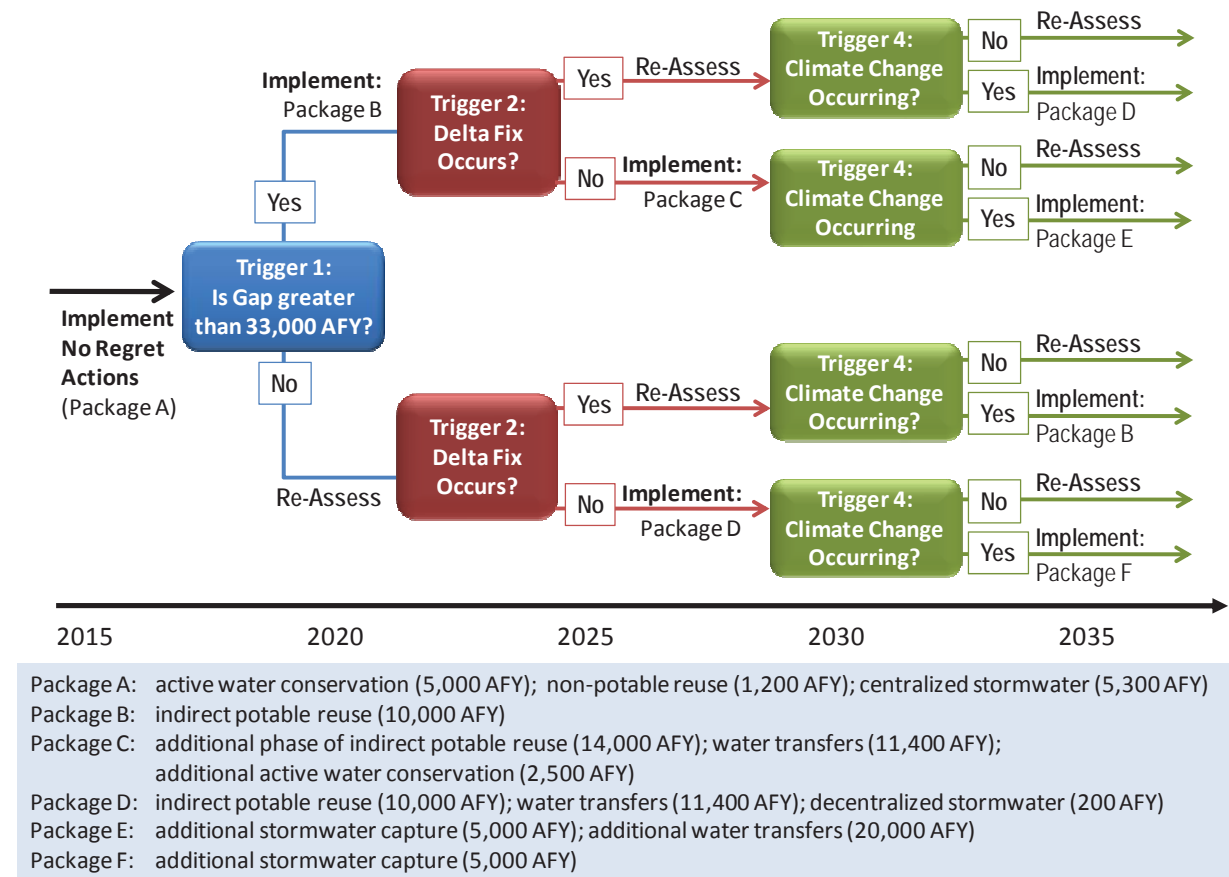 Implement
No Regret
Actions
(Package A)
Trigger 1:
Is Gap greater
than 33,000 AFY?
Yes
Implement:
Package B
Trigger 2:
Delta Fix
Occurs?
Yes
Re-Assess
Trigger 4:
Climate Change
Occurring?
No
Re-Assess
Yes
Implement:
Package D
No
Implement:
Package C
Trigger 4:
Climate Change
Occurring
No
Re-Assess
Yes
Implement:
Package E
No
Re-Assess
Trigger 2:
Delta Fix
Occurs?
Yes
Re-Assess
Trigger 4:
Climate Change
Occurring?
No
Re-Assess
Yes
Implement:
Package B
No
Implement:
Package D
Trigger 4:
Climate Change
Occurring?
No
Re-Assess
Yes
Implement:
Package F
2015 2020 2025 2030 2035
Package A: active water conservation (5,000 AFY); non-potable reuse (1,200 AFY); centralized stormwater (5,300 AFY)
Package B: indirect potable reuse (10,000 AFY)
Package C: additional phase of indirect potable reuse (14,000 AFY); water transfers (11,400 AFY);
additional active water conservation (2,500 AFY)
Package D: indirect potable reuse (10,000 AFY); water transfers (11,400 AFY); decentralized stormwater (200 AFY)
Package E: additional stormwater capture (5,000 AFY); additional water transfers (20,000 AFY)
Package F: additional stormwater capture (5,000 AFY)